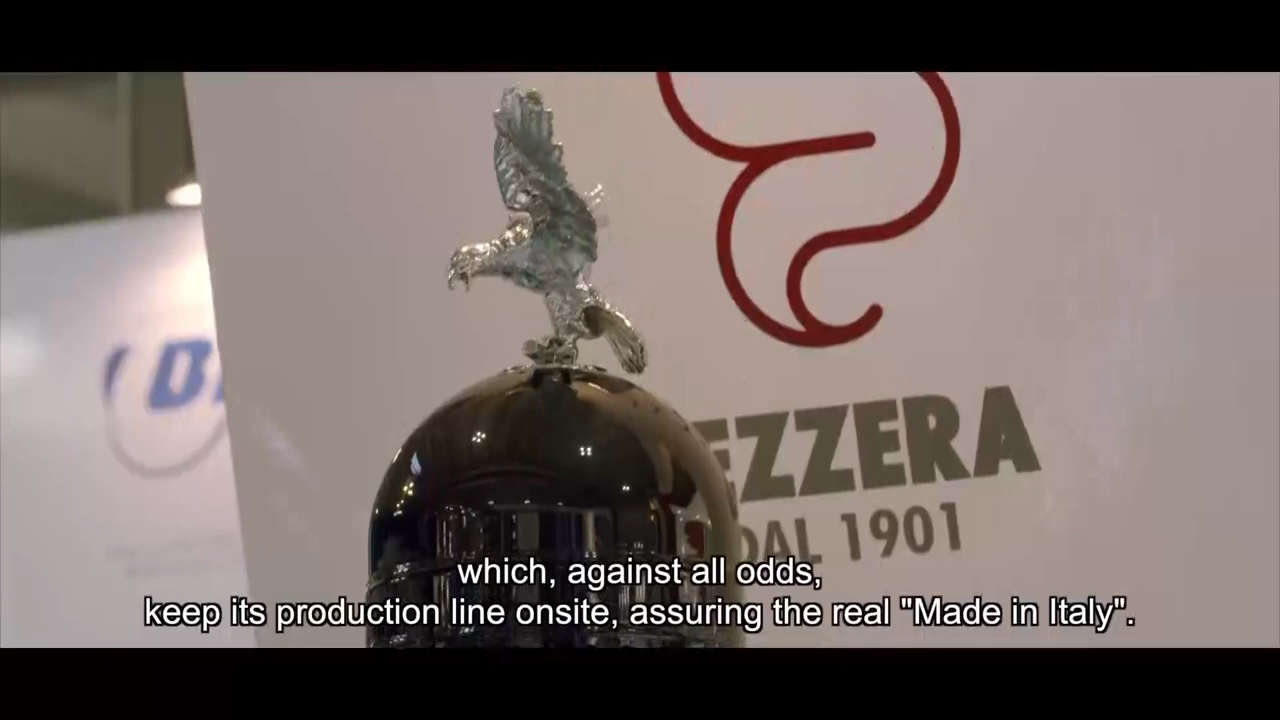 EZZERA
DAL 1901
which, against all odds,
keep its production line onsite, assuring the real "Made in Italy".